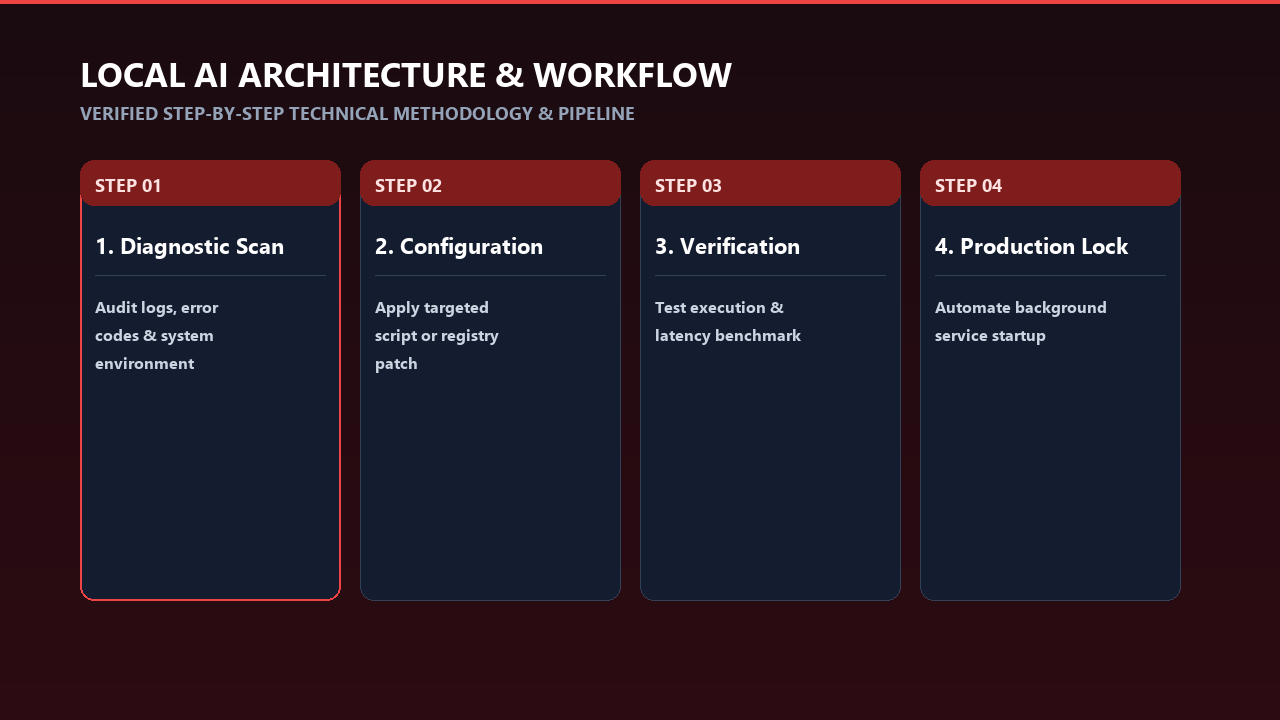 LOCAL AI ARCHITECTURE & WORKFLOW
VERIFIED STEP-BY-STEP TECHNICAL METHODOLOGY & PIPELINE
STEP 01
1. Diagnostic Scan
Audit logs, error
codes & system
environment
STEP 02
2. Configuration
Apply targeted
script or registry
patch
STEP 03
3. Verification
Test execution &
latency benchmark
STEP 04
4. Production Lock
Automate background
service startup